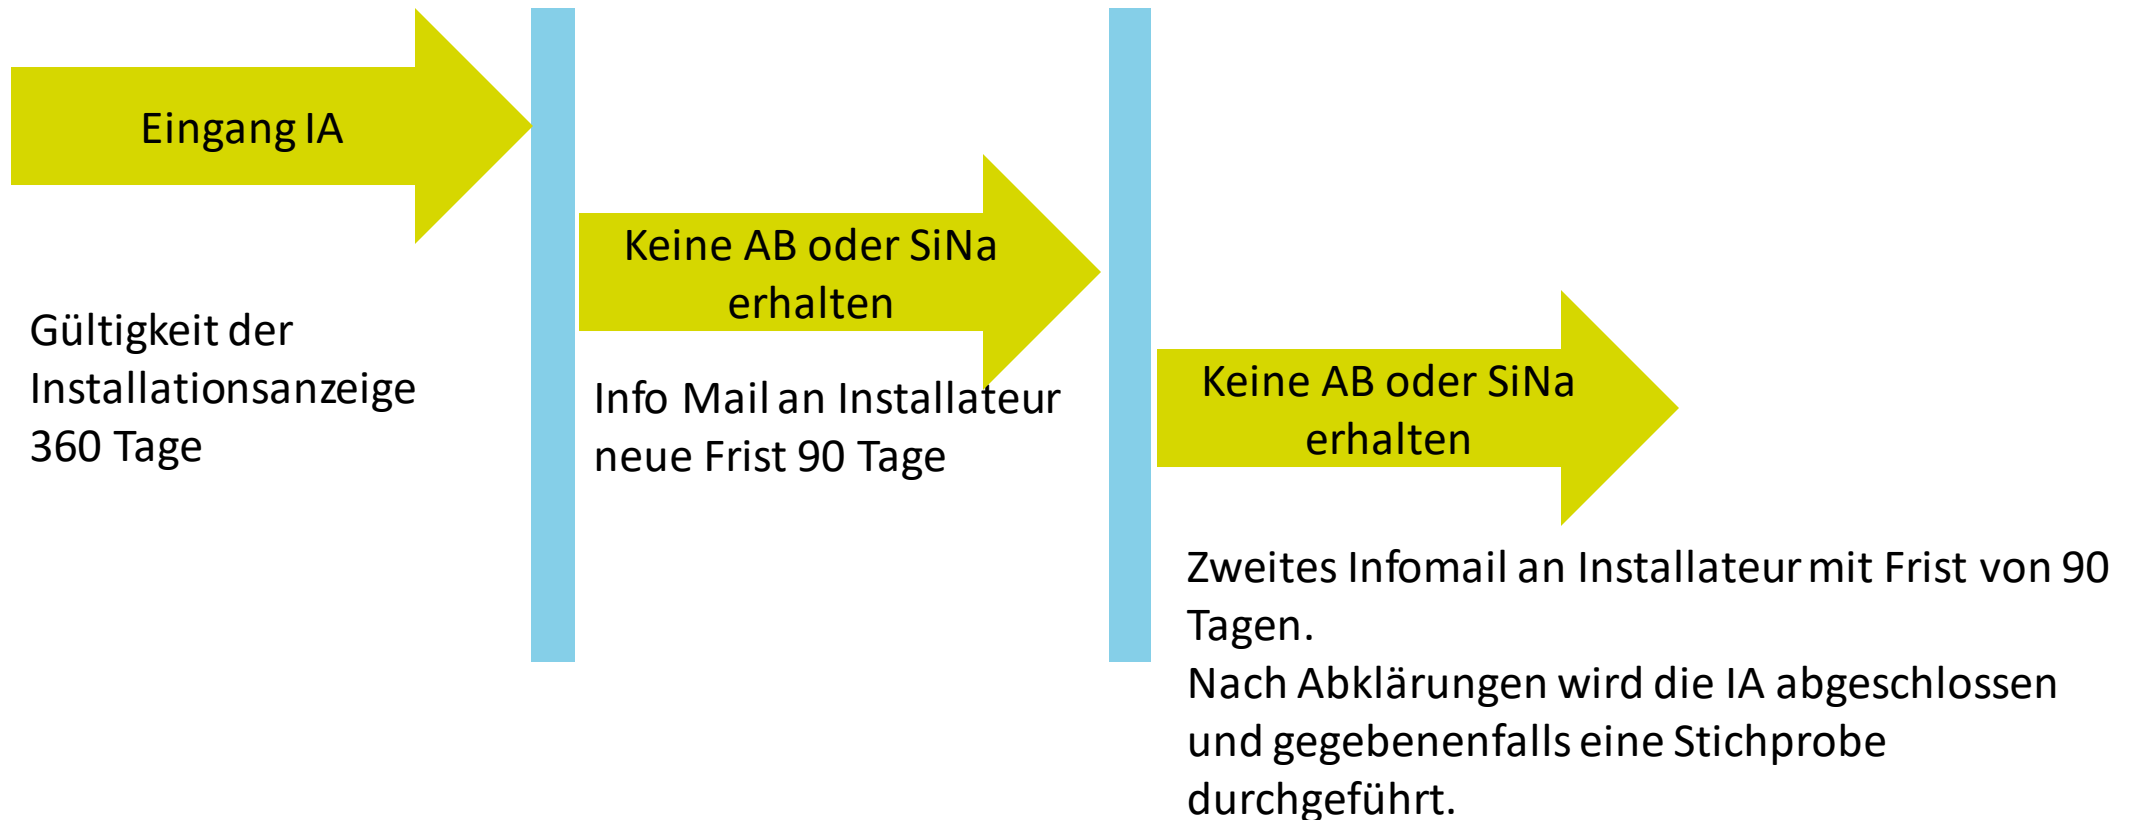 Eingang IA
Gültigkeit der
Installationsanzeige
360 Tage
Keine AB oder SiNa
erhalten
Info Mail an Installateur
neue Frist 90 Tage
Keine AB oder SiNa
erhalten
Zweites Infomail an Installateur mit Frist von 90
Tagen.
Nach Abklärungen wird die IA abgeschlossen
und gegebenenfalls eine Stichprobe
durchgeführt.